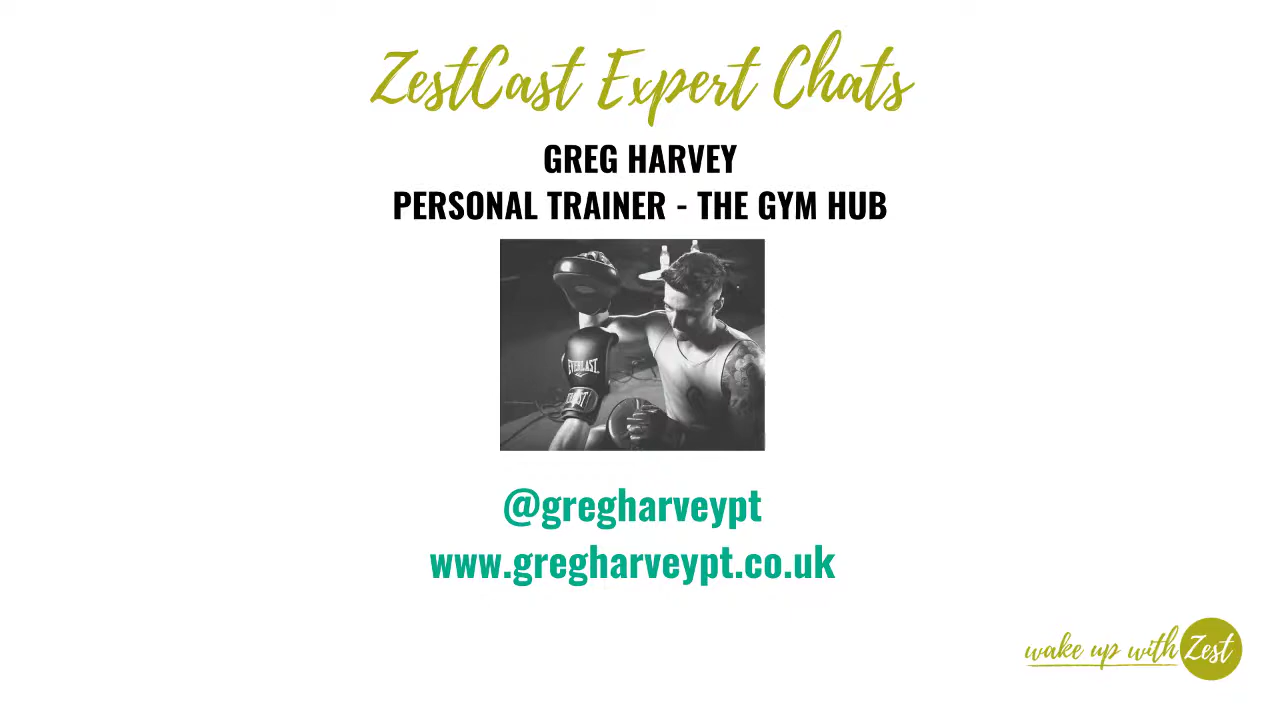 ZestCast Expert Chats
GREG HARVEY
PERSONAL TRAINER - THE GYM HUB
EVERLAST
@gregharveypt
www.gregharveypt.co.uk
wake up with Zest